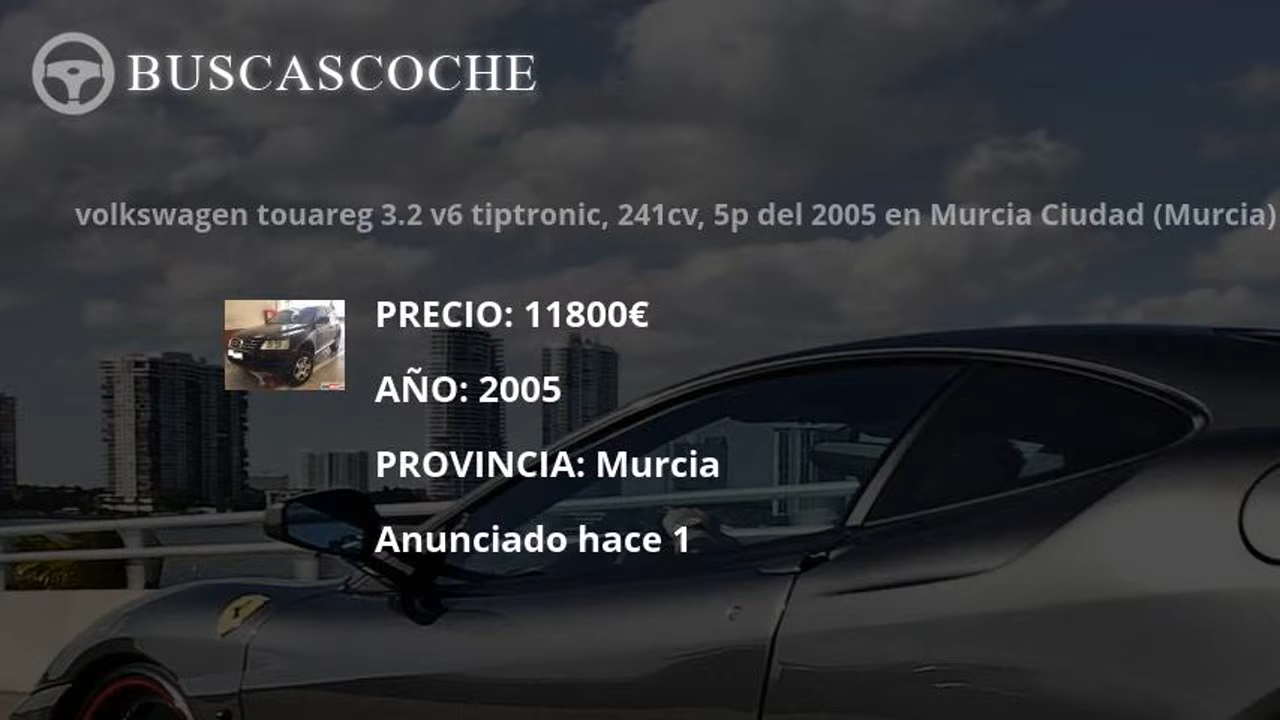 BUSCASCOCHE
volkswagen touareg 3.2 v6 tiptronic, 241cv, 5p del 2005 en Murcia Ciudad (Murcia)
PRECIO: 11800€
AÑO: 2005
PROVINCIA: Murcia
Anunciado hace 1